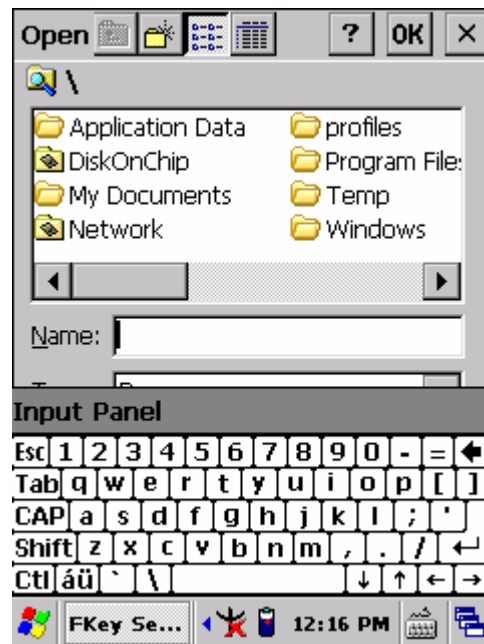 Open ? OK ×
\
Application Data profiles
DiskOnChip Program File
My Documents Temp
Network Windows
Name:
Input Panel
Esc 1 2 3 4 5 6 7 8 9 0 - =
Tab q w e r t y u i o p [ ]
CAP a s d f g h j k l ; '
Shift z x c v b n m , . /
Ctl áü ` \
FKey Se... 12:16 PM